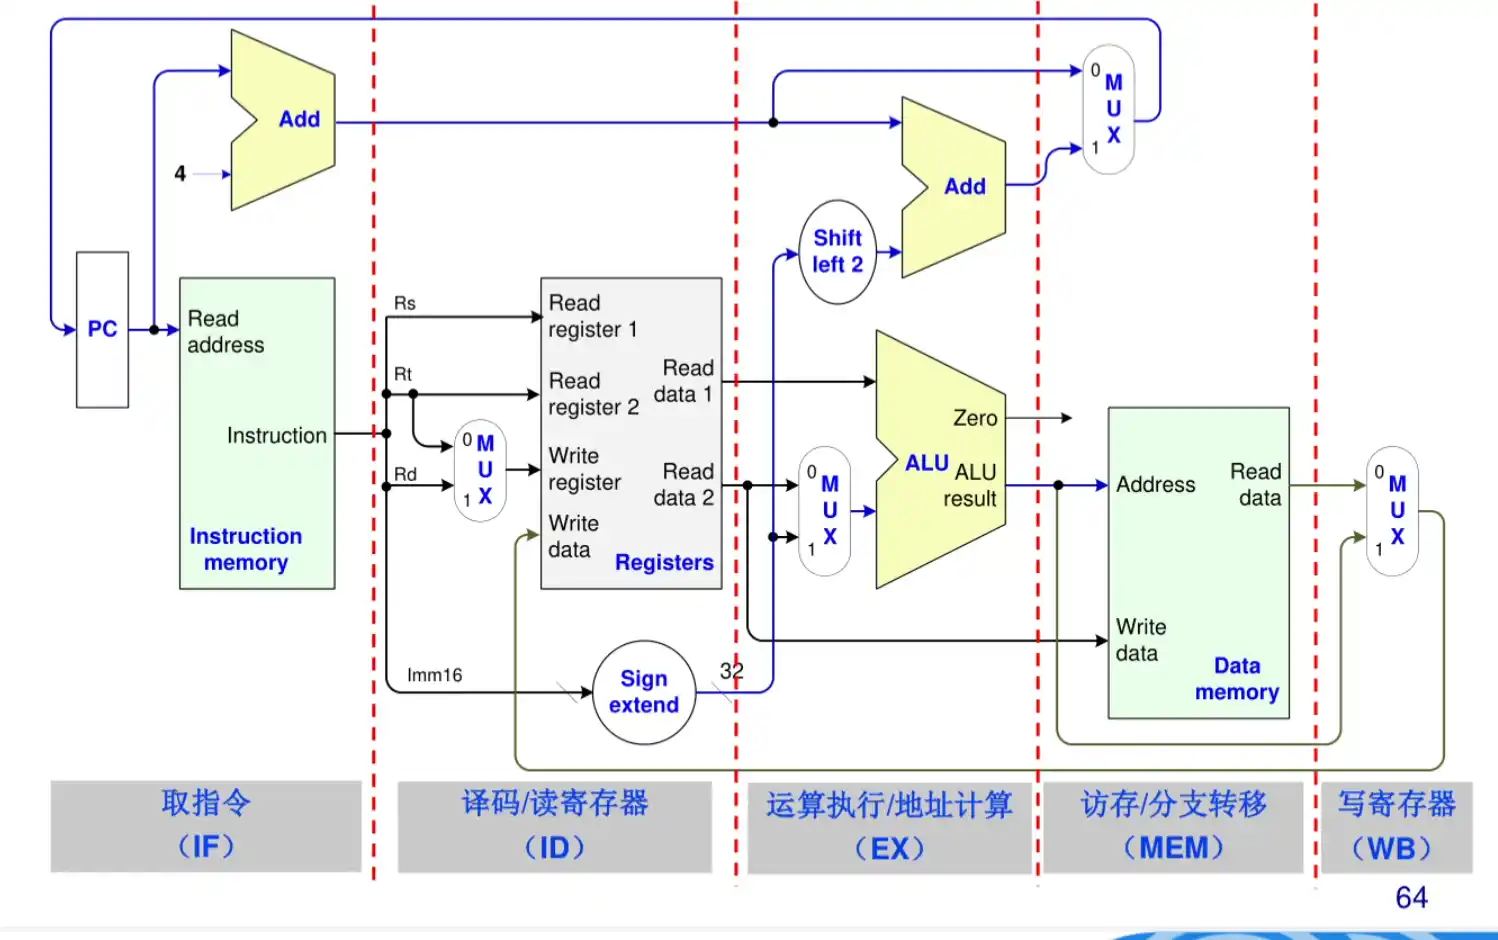 Add
4
PC
Read
address
Instruction
Instruction
memory
Rs
Rt
Rd
Imm16
0
M
U
X
1
Read
register 1
Read
register 2
Write
register
Write
data
Read
data 1
Read
data 2
Registers
Sign
extend
32
Shift
left 2
Add
0
M
U
X
1
0
M
U
X
1
Zero
ALU
ALU
result
Address
Read
data
Write
data
Data
memory
0
M
U
X
1
取指令
（IF）
译码/读寄存器
（ID）
运算执行/地址计算
（EX）
访存/分支转移
（MEM）
写寄存器
（WB）
64